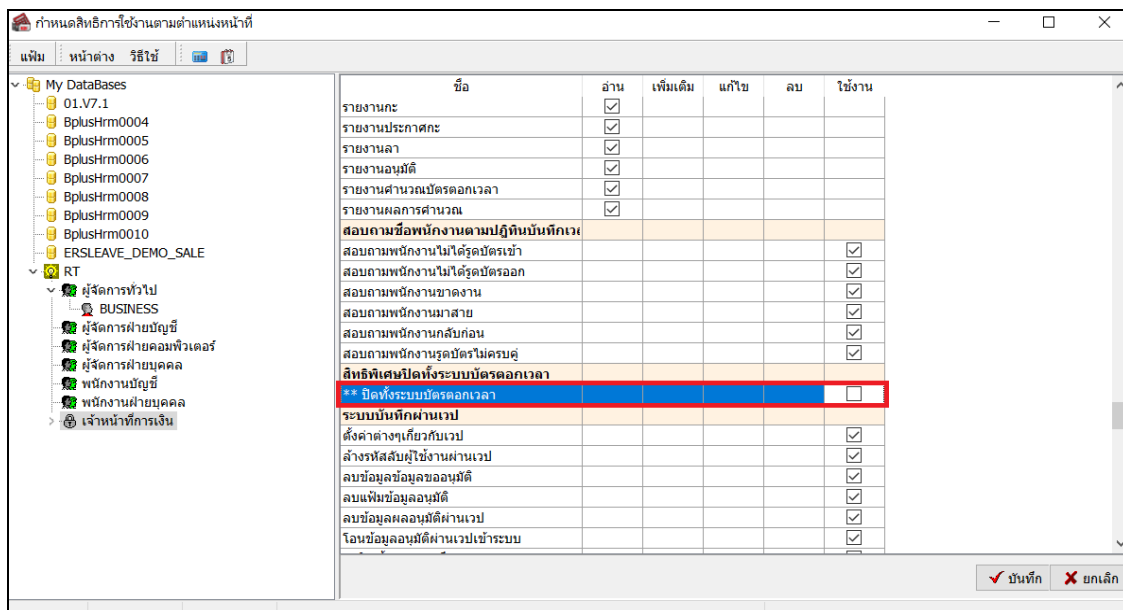 กำหนดสิทธิการใช้งานตามตำแหน่งหน้าที่
แฟ้ม หน้าต่าง วิธีใช้
My DataBases
01.V7.1
BplusHrm0004
BplusHrm0005
BplusHrm0006
BplusHrm0007
BplusHrm0008
BplusHrm0009
BplusHrm0010
ERSLEAVE_DEMO_SALE
RT
ผู้จัดการทั่วไป
BUSINESS
ผู้จัดการฝ่ายบัญชี
ผู้จัดการฝ่ายคอมพิวเตอร์
ผู้จัดการฝ่ายบุคคล
พนักงานบัญชี
พนักงานฝ่ายบุคคล
เจ้าหน้าที่การเงิน
ชื่อ อ่าน เพิ่มเติม แก้ไข ลบ ใช้งาน
รายงานกะ
รายงานประกาศกะ
รายงานลา
รายงานอนุมัติ
รายงานคำนวณบัตรตอกเวลา
รายงานผลการคำนวณ
สอบถามชื่อพนักงานตามปฏิทินบันทึกเวล
สอบถามพนักงานไม่ได้รูดบัตรเข้า
สอบถามพนักงานไม่ได้รูดบัตรออก
สอบถามพนักงานขาดงาน
สอบถามพนักงานมาสาย
สอบถามพนักงานกลับก่อน
สอบถามพนักงานรูดบัตรไม่ครบคู่
สิทธิพิเศษปิดทั้งระบบบัตรตอกเวลา
** ปิดทั้งระบบบัตรตอกเวลา
ระบบบันทึกผ่านเวป
ตั้งค่าต่างๆเกี่ยวกับเวป
ล้างรหัสลับผู้ใช้งานผ่านเวป
ลบข้อมูลข้อมูลขออนุมัติ
ลบแฟ้มข้อมูลอนุมัติ
ลบข้อมูลผลอนุมัติผ่านเวป
โอนข้อมูลอนุมัติผ่านเวปเข้าระบบ
บันทึก ยกเลิก